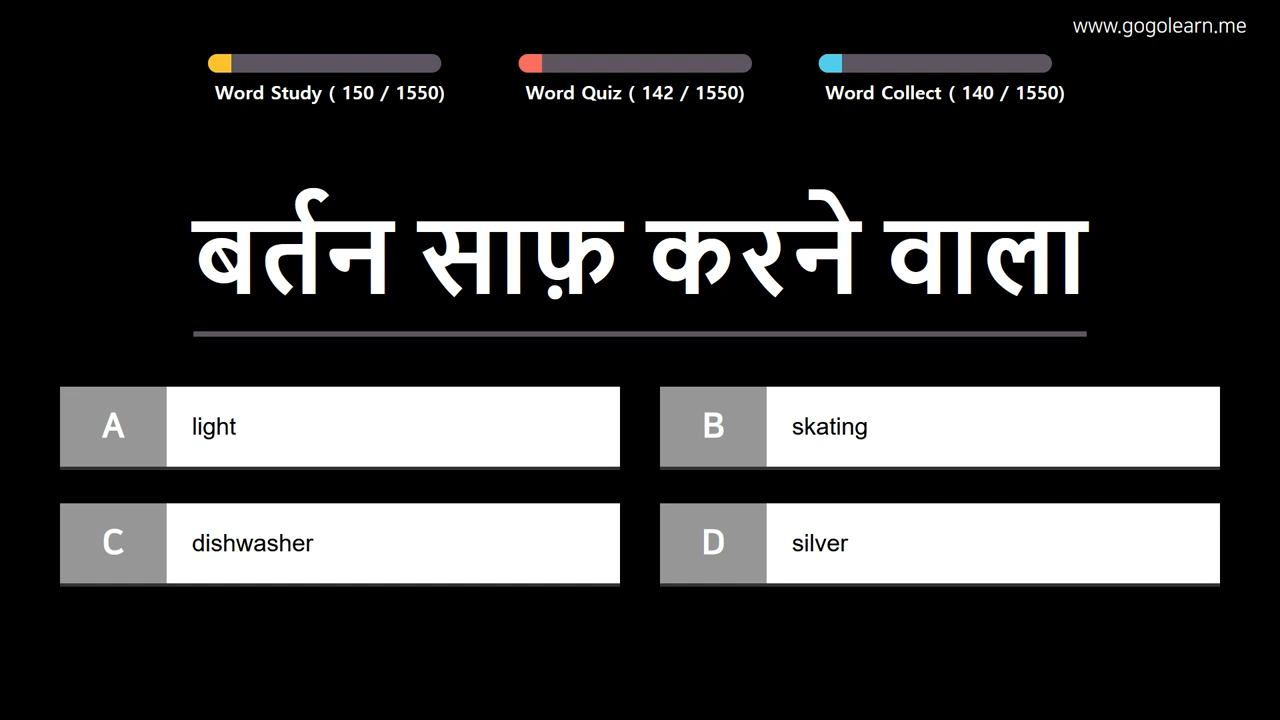 www.gogolearn.me
Word Study ( 150 / 1550)
Word Quiz ( 142 / 1550)
Word Collect ( 140 / 1550)
बर्तन साफ़ करने वाला
A light
B skating
C dishwasher
D silver